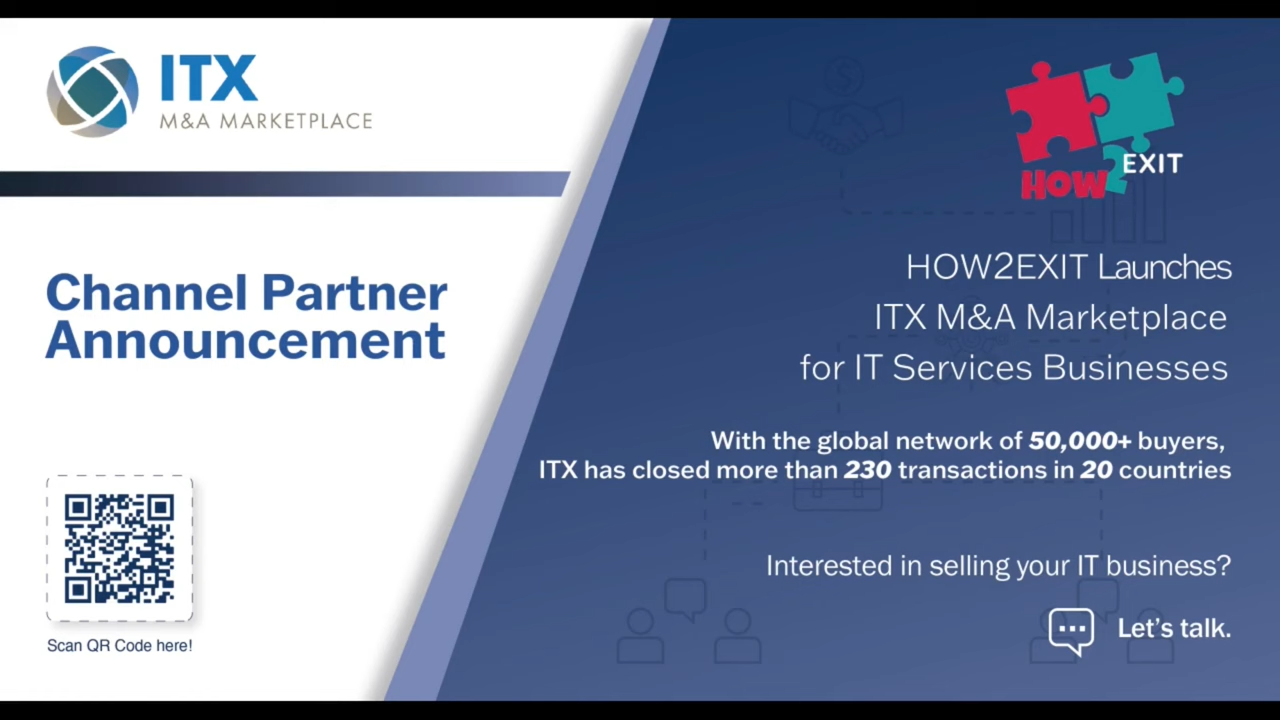 ITX
M&A MARKETPLACE
Channel Partner
Announcement
Scan QR Code here!
HOW2EXIT
HOW2EXIT Launches
ITX M&A Marketplace
for IT Services Businesses
With the global network of 50,000+ buyers,
ITX has closed more than 230 transactions in 20 countries
Interested in selling your IT business?
Let's talk.